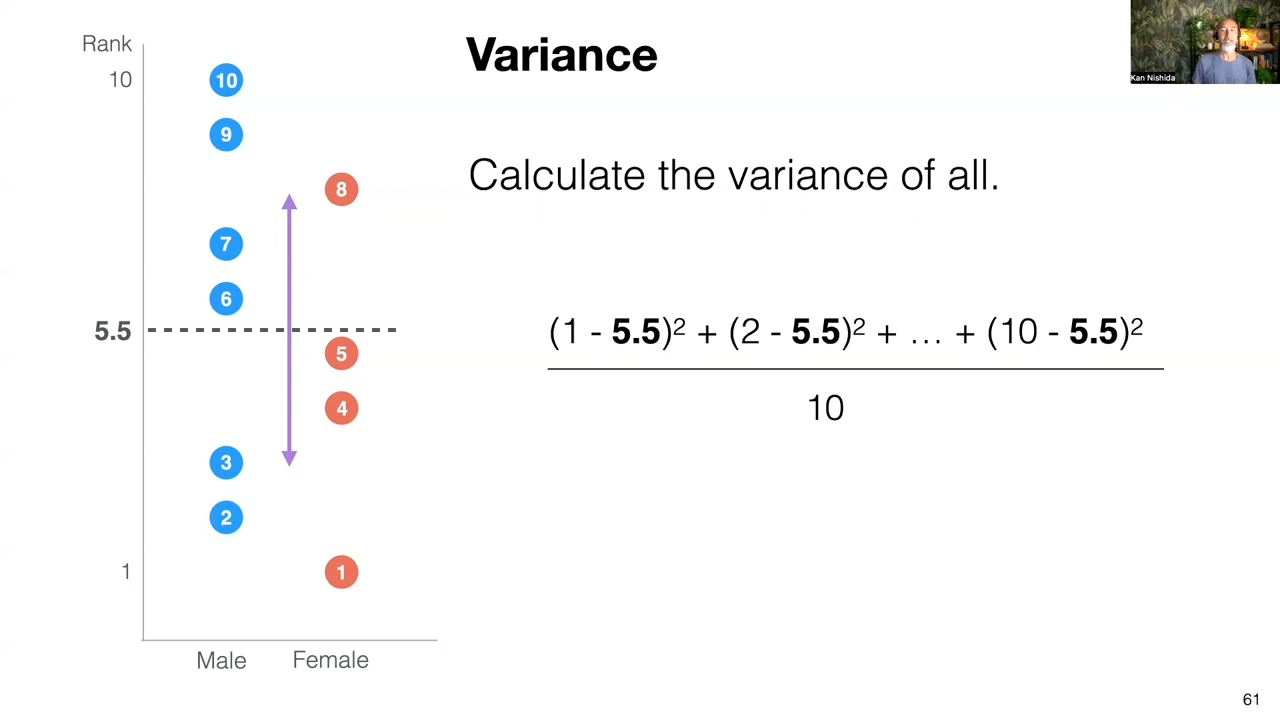 Variance
Kan Nishida
Calculate the variance of all.
(1 - 5.5)² + (2 - 5.5)² + … + (10 - 5.5)²
10
Rank
10
5.5
1
10
9
8
7
6
5
4
3
2
1
Male Female
61